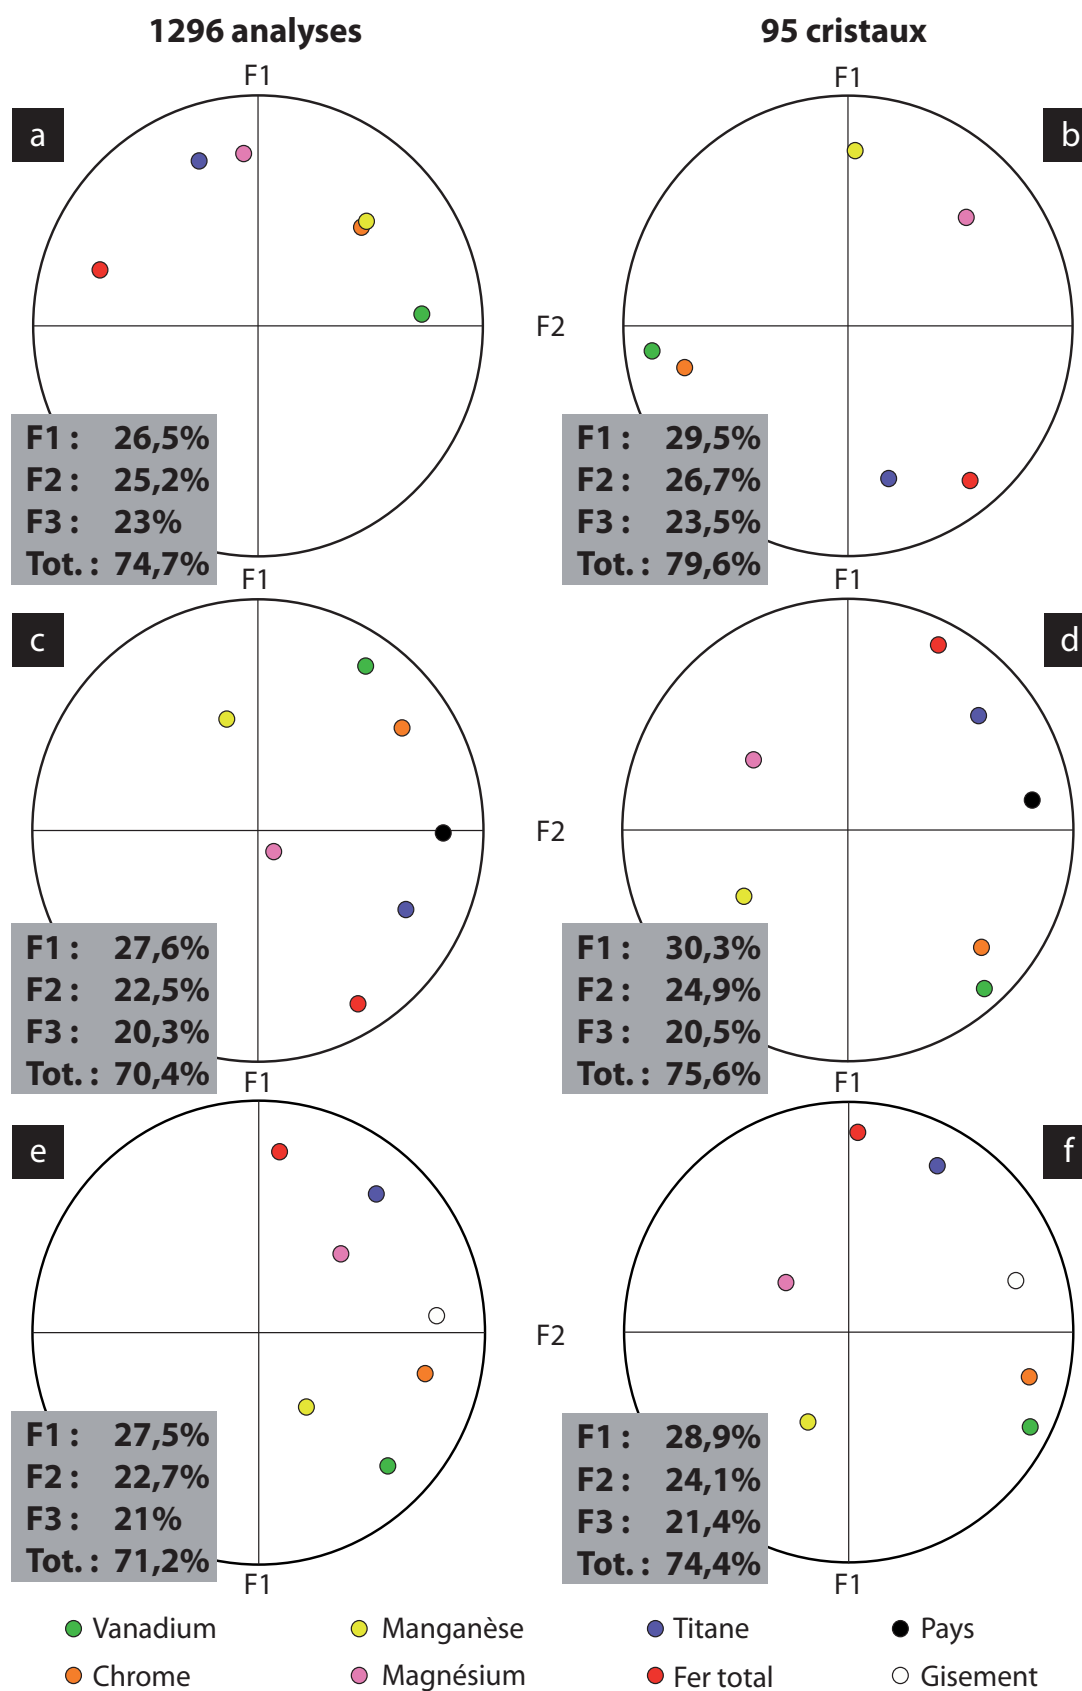 1296 analyses
95 cristaux
F1
F1
a
b
F2
F1 : 26,5%
F2 : 25,2%
F3 : 23%
Tot. : 74,7%
F1 : 29,5%
F2 : 26,7%
F3 : 23,5%
Tot. : 79,6%
F1
F1
c
d
F2
F1 : 27,6%
F2 : 22,5%
F3 : 20,3%
Tot. : 70,4%
F1 : 30,3%
F2 : 24,9%
F3 : 20,5%
Tot. : 75,6%
F1
F1
e
f
F2
F1 : 27,5%
F2 : 22,7%
F3 : 21%
Tot. : 71,2%
F1 : 28,9%
F2 : 24,1%
F3 : 21,4%
Tot. : 74,4%
F1
F1
Vanadium
Manganèse
Titane
Pays
Chrome
Magnésium
Fer total
Gisement